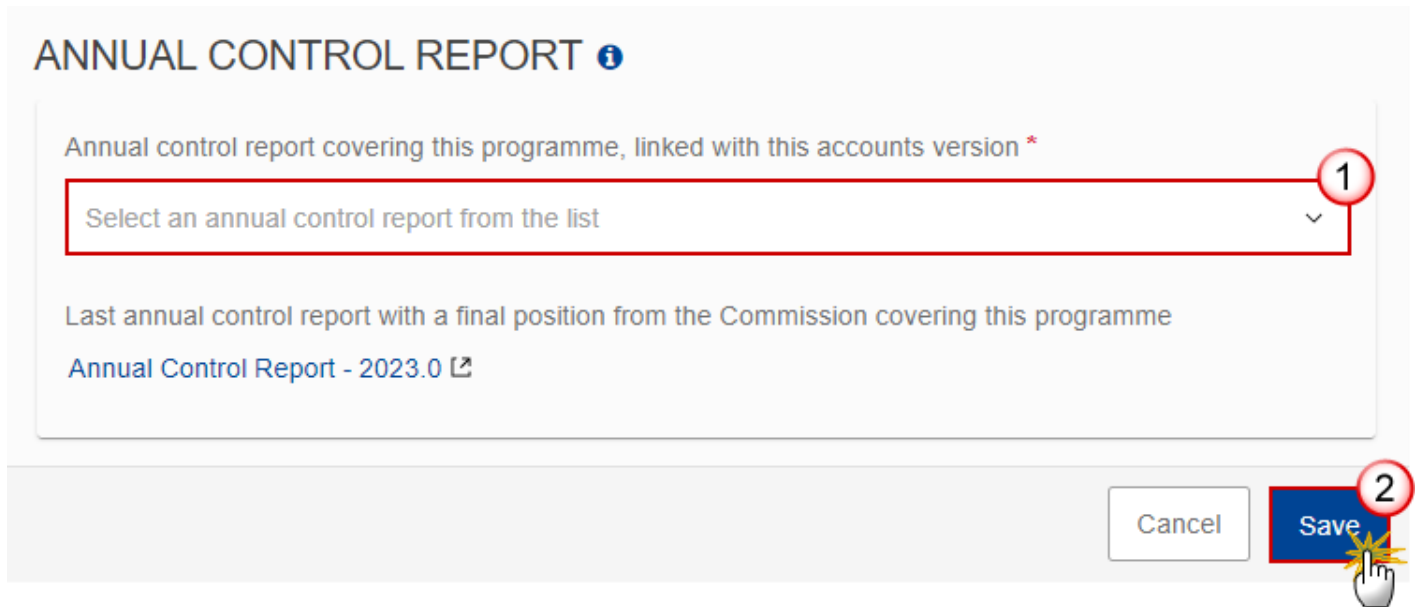 ANNUAL CONTROL REPORT i
Annual control report covering this programme, linked with this accounts version *
1
Select an annual control report from the list
Last annual control report with a final position from the Commission covering this programme
Annual Control Report - 2023.0
2
Cancel
Save